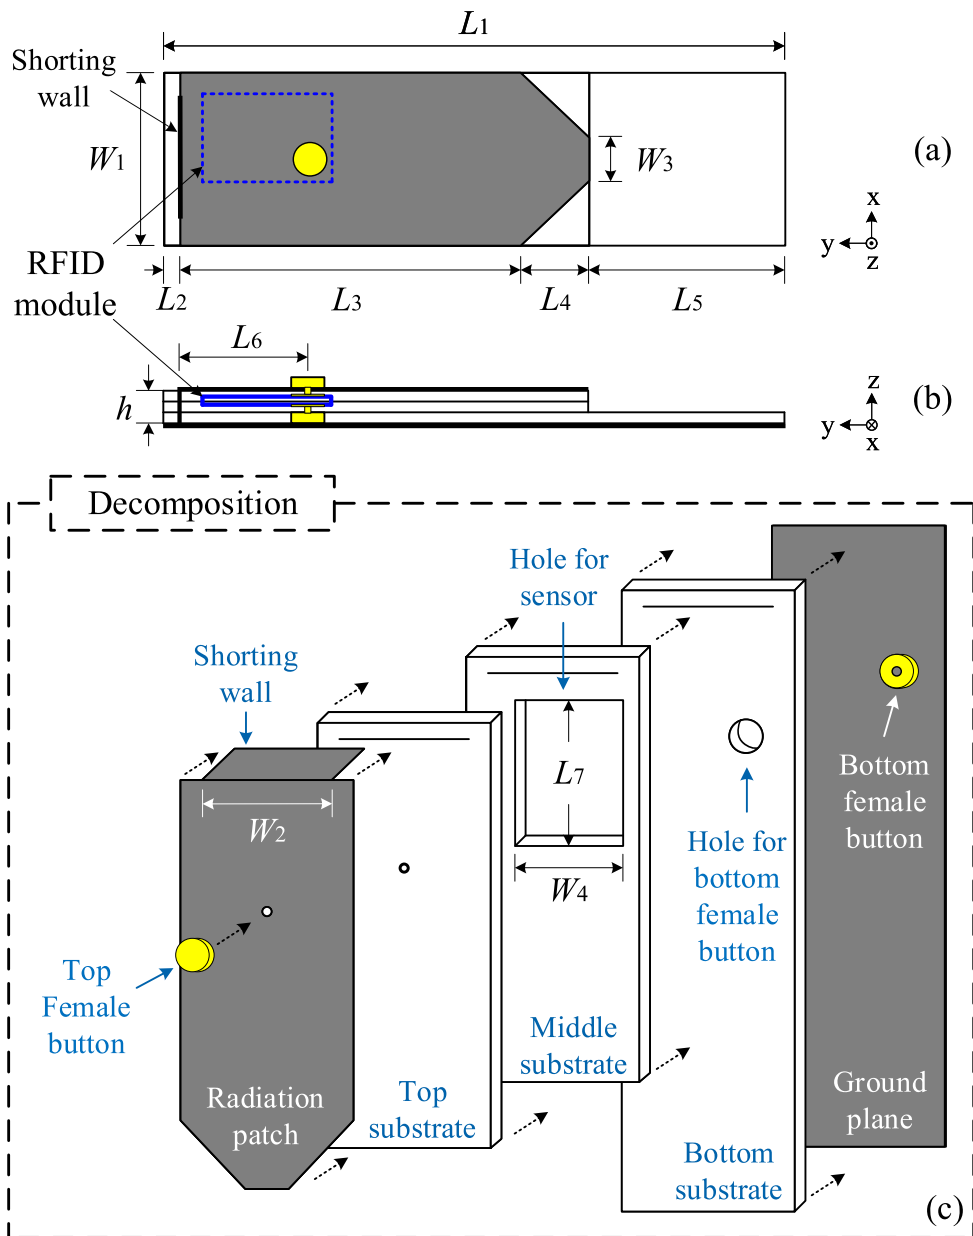 L1
Shorting
wall
W1
W3
(a)
x
y
z
RFID
module
L2
L3
L4
L5
L6
h
z
(b)
y
x
Decomposition
Hole for
sensor
Shorting
wall
L7
W2
W4
Bottom
female
button
Hole for
bottom
female
button
Top
Female
button
Middle
substrate
Radiation
patch
Top
substrate
Ground
plane
Bottom
substrate
(c)